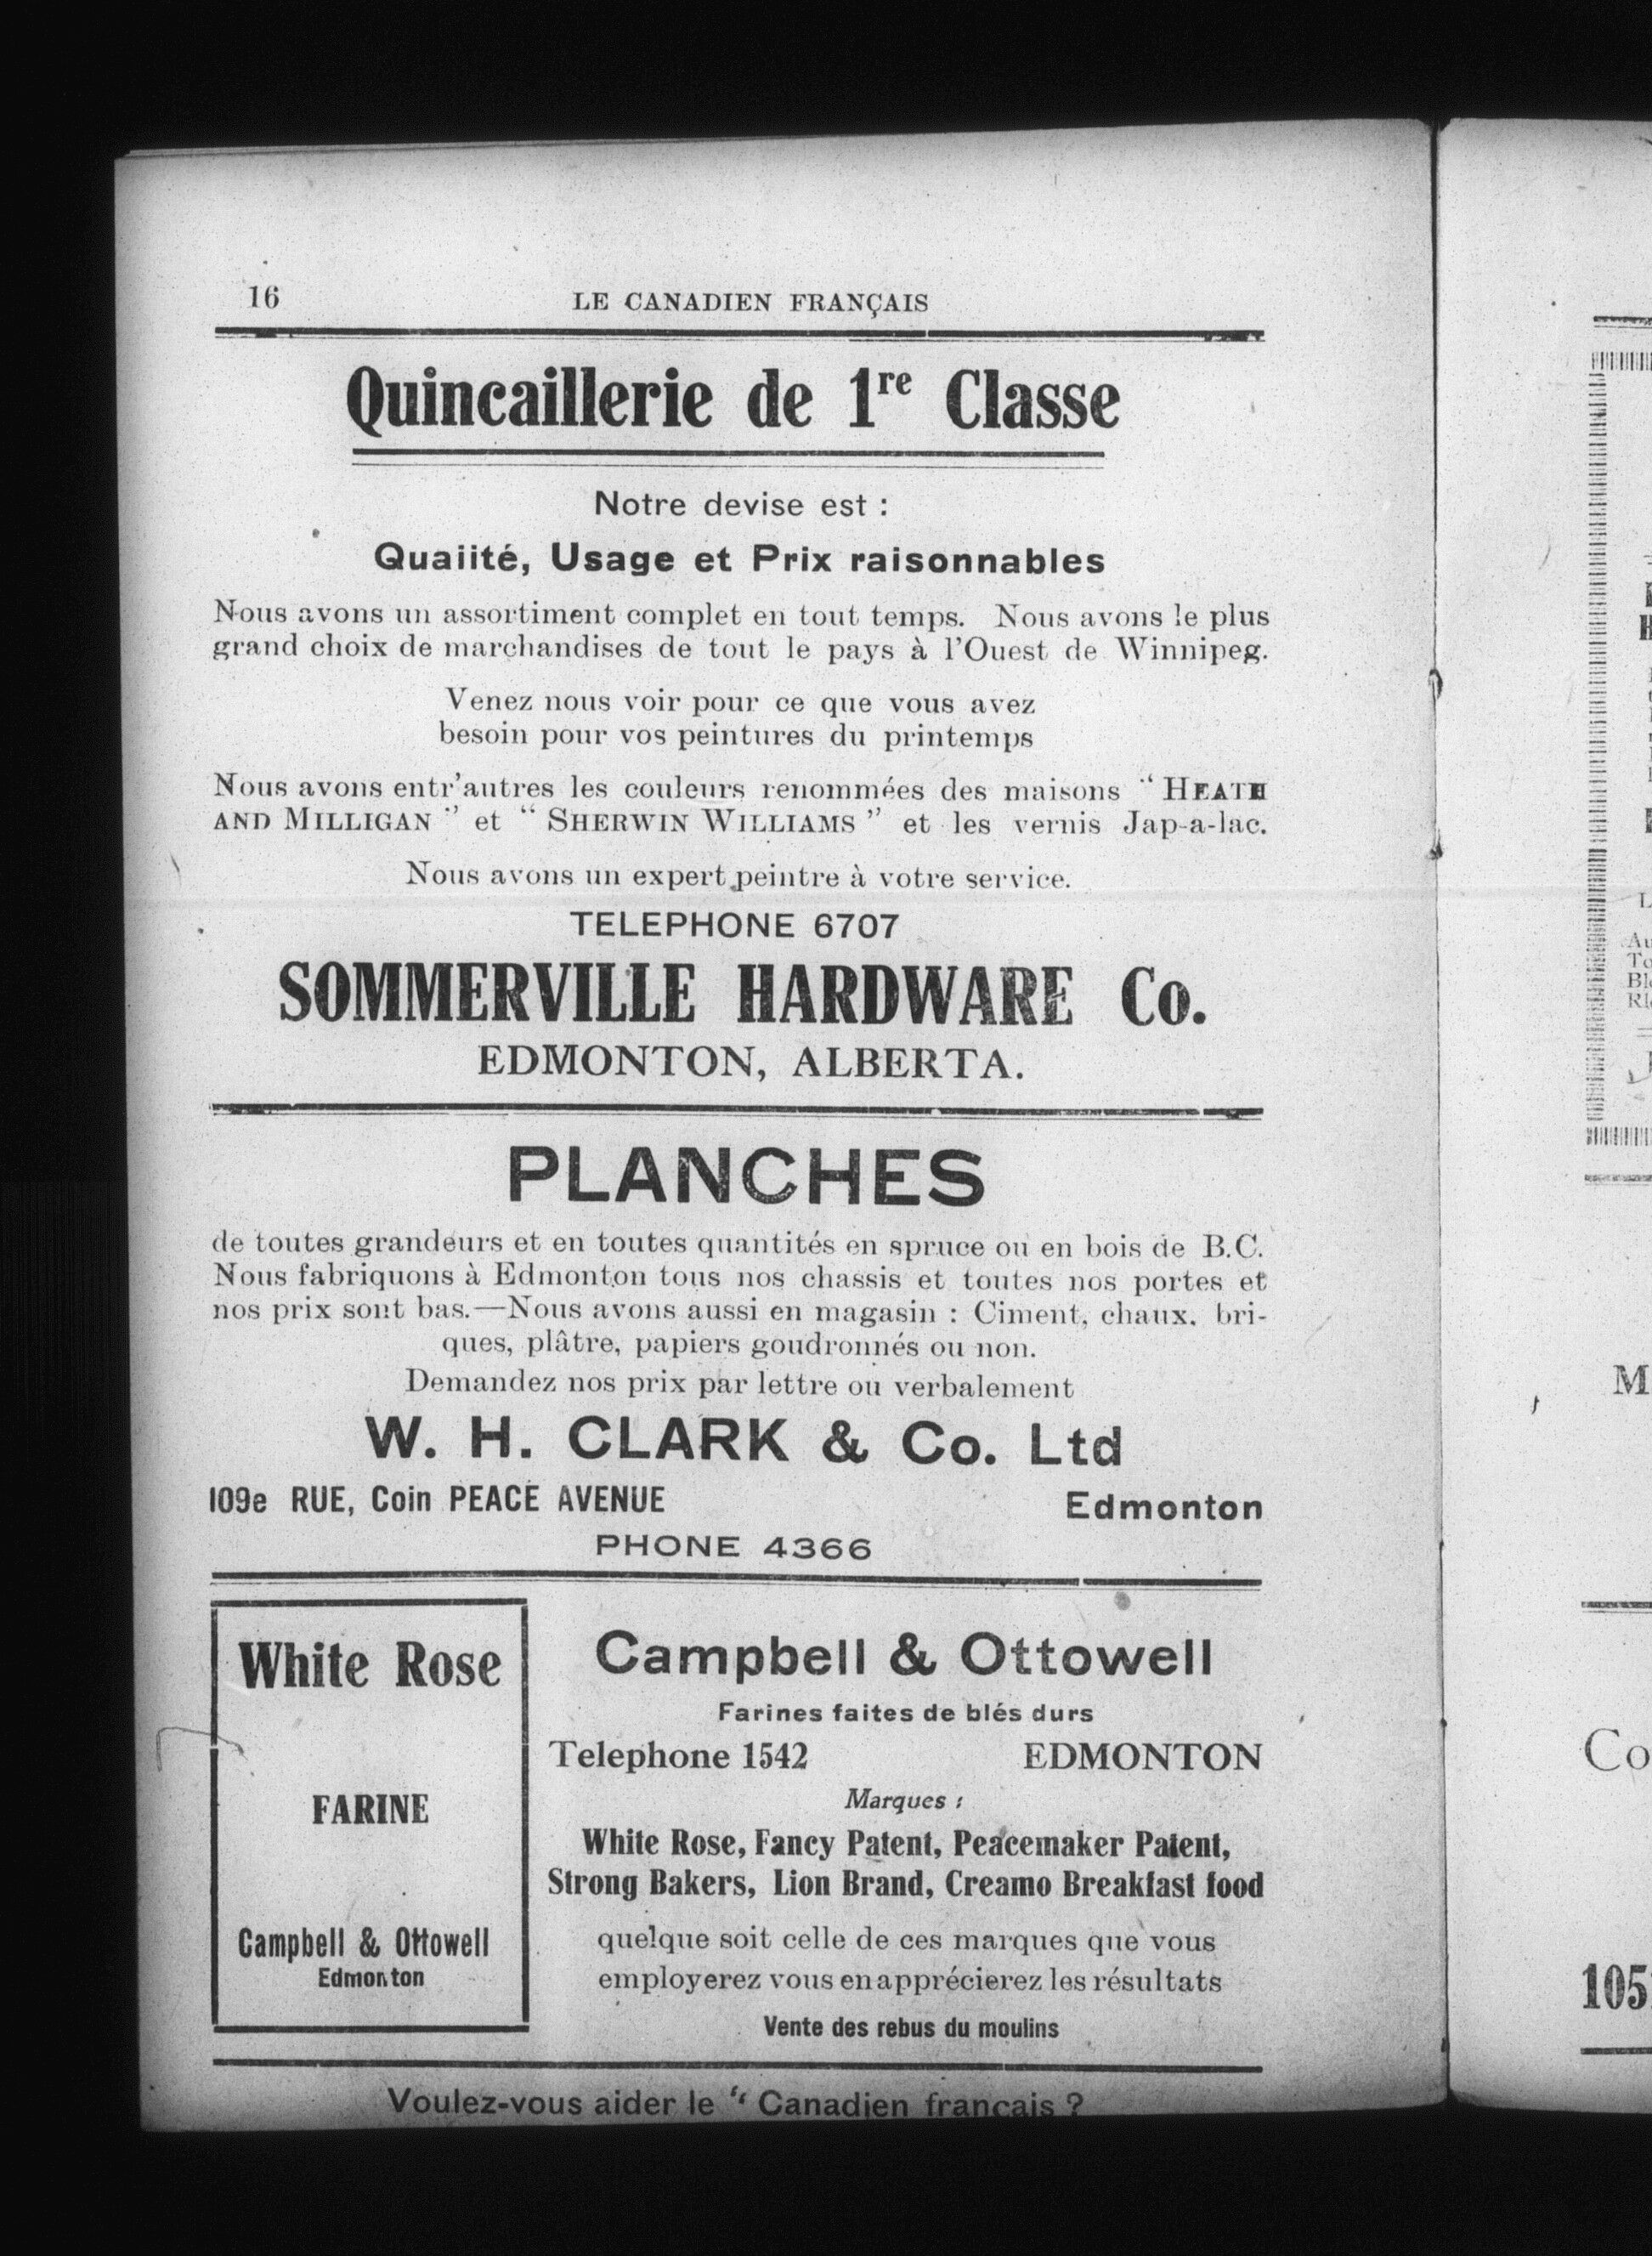 16
LE CANADIEN FRANÇAIS
Quincaillerie de 1re Classe
Notre devise est :
Quaiité, Usage et Prix raisonnables
Nous avons un assortiment complet en tout temps. Nous avons le plus
grand choix de marchandises de tout le pays à l'Ouest de Winnipeg.
Venez nous voir pour ce que vous avez
besoin pour vos peintures du printemps
Nous avons entr'autres les couleurs renommées des maisons "HEATH
AND MILLIGAN" et "SHERWIN WILLIAMS" et les vernis Jap-a-lac.
Nous avons un expert peintre à votre service.
TELEPHONE 6707
SOMMERVILLE HARDWARE Co.
EDMONTON, ALBERTA.
PLANCHES
de toutes grandeurs et en toutes quantités en spruce ou en bois de B.C.
Nous fabriquons à Edmonton tous nos chassis et toutes nos portes et
nos prix sont bas.—Nous avons aussi en magasin : Ciment, chaux, bri-
ques, plâtre, papiers goudronnés ou non.
Demandez nos prix par lettre ou verbalement
W. H. CLARK & Co. Ltd
109e RUE, Coin PEACE AVENUE
Edmonton
PHONE 4366
White Rose
FARINE
Campbell & Ottowell
Edmonton
Campbell & Ottowell
Farines faites de blés durs
Telephone 1542
EDMONTON
Marques :
White Rose, Fancy Patent, Peacemaker Patent,
Strong Bakers, Lion Brand, Creamo Breakfast food
quelque soit celle de ces marques que vous
employerez vous en apprécierez les résultats
Vente des rebus du moulins
Voulez-vous aider le " Canadien français ?
M
Co
105